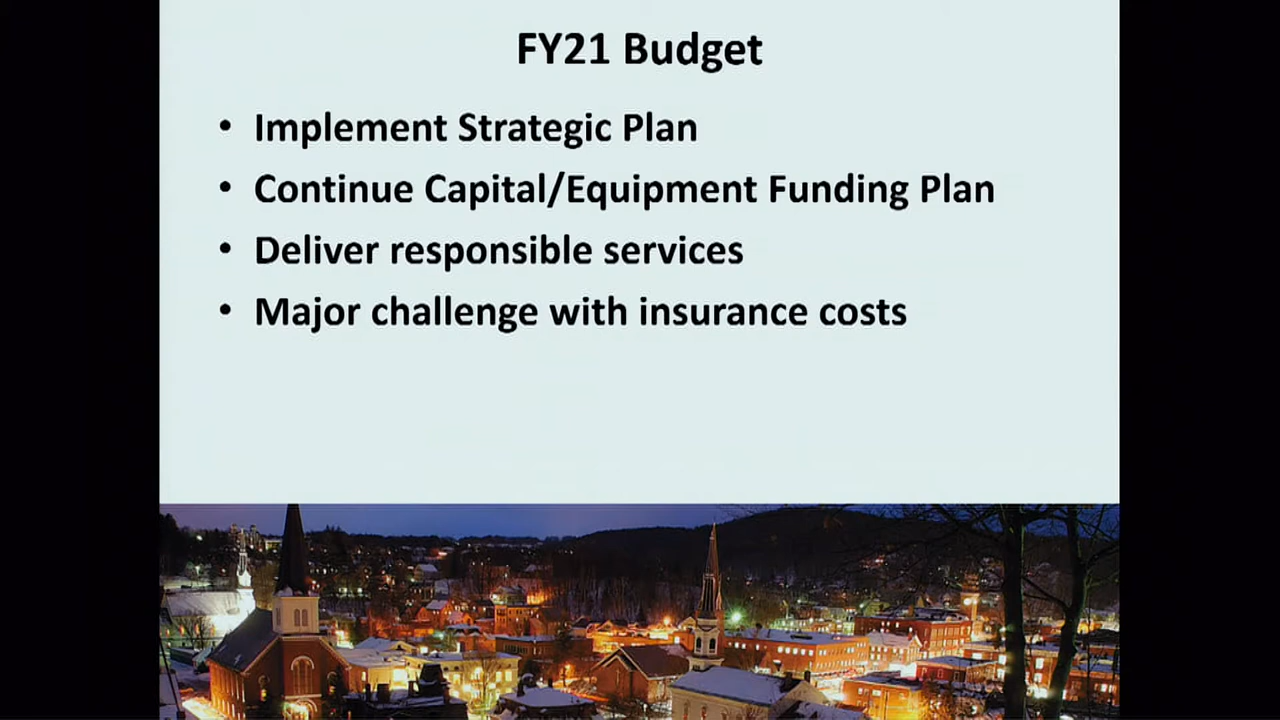 FY21 Budget
• Implement Strategic Plan
• Continue Capital/Equipment Funding Plan
• Deliver responsible services
• Major challenge with insurance costs